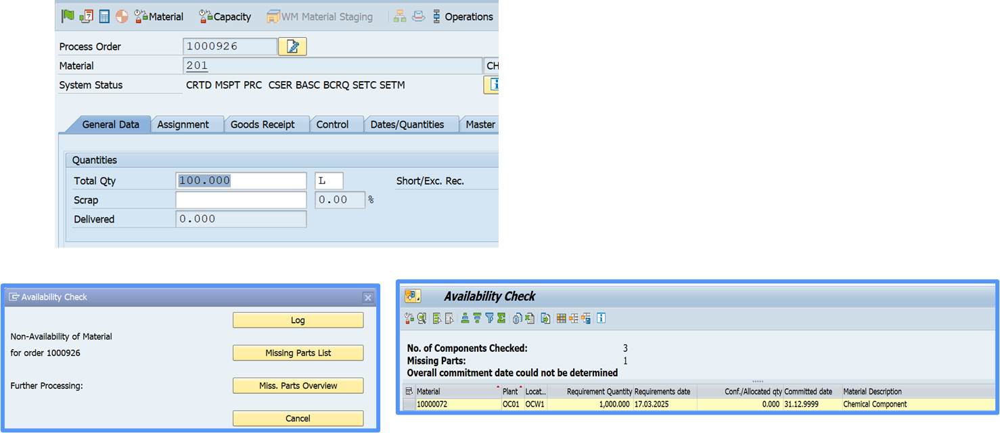 Material Capacity WM Material Staging Operations
Process Order 1000926
Material 201 CH
System Status CRTD MSPT PRC CSER BASC BCRQ SETC SETM
General Data Assignment Goods Receipt Control Dates/Quantities Master
Quantities
Total Qty 100.000 L Short/Exc. Rec.
Scrap 0.00 %
Delivered 0.000
Availability Check
Log
Non-Availability of Material
for order 1000926
Missing Parts List
Further Processing:
Miss. Parts Overview
Cancel
Availability Check
No. of Components Checked: 3
Missing Parts: 1
Overall commitment date could not be determined
Material Plant Locat... Requirement Quantity Requirements date Conf./Allocated qty Committed date Material Description
10000072 OC01 OCW1 1,000.000 17.03.2025 0.000 31.12.9999 Chemical Component